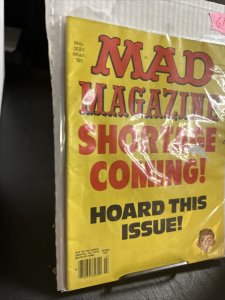 No.
221
Mar.
'81
MAD
MAGAZINE
SHORTAGE
COMING!
HOARD THIS
ISSUE!